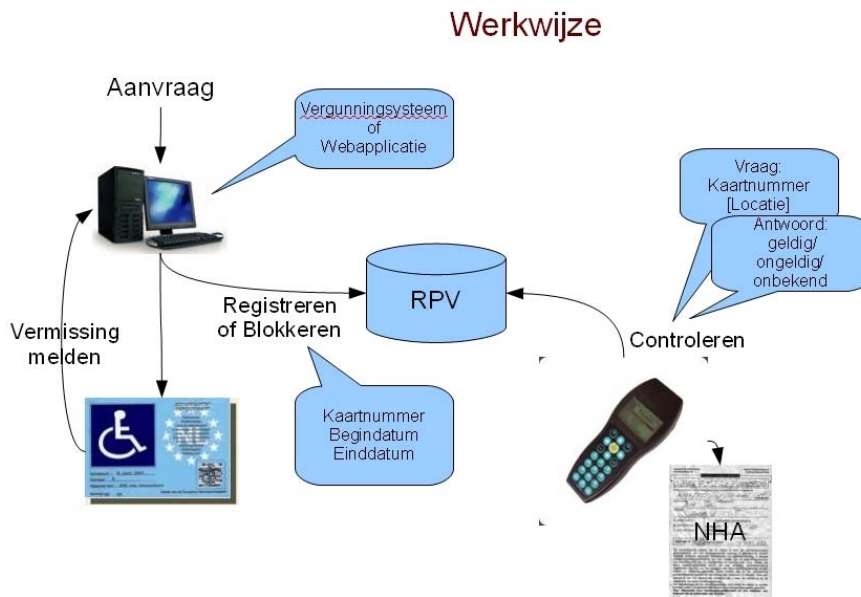 Werkwijze
Aanvraag
Vergunningsysteem
of
Webapplicatie
Vraag:
Kaartnummer
[Locatie]
Antwoord:
geldig/
ongeldig/
onbekend
RPV
Registreren
of Blokkeren
Vermissing
melden
Controleren
Kaartnummer
Begindatum
Einddatum
NL
NHA